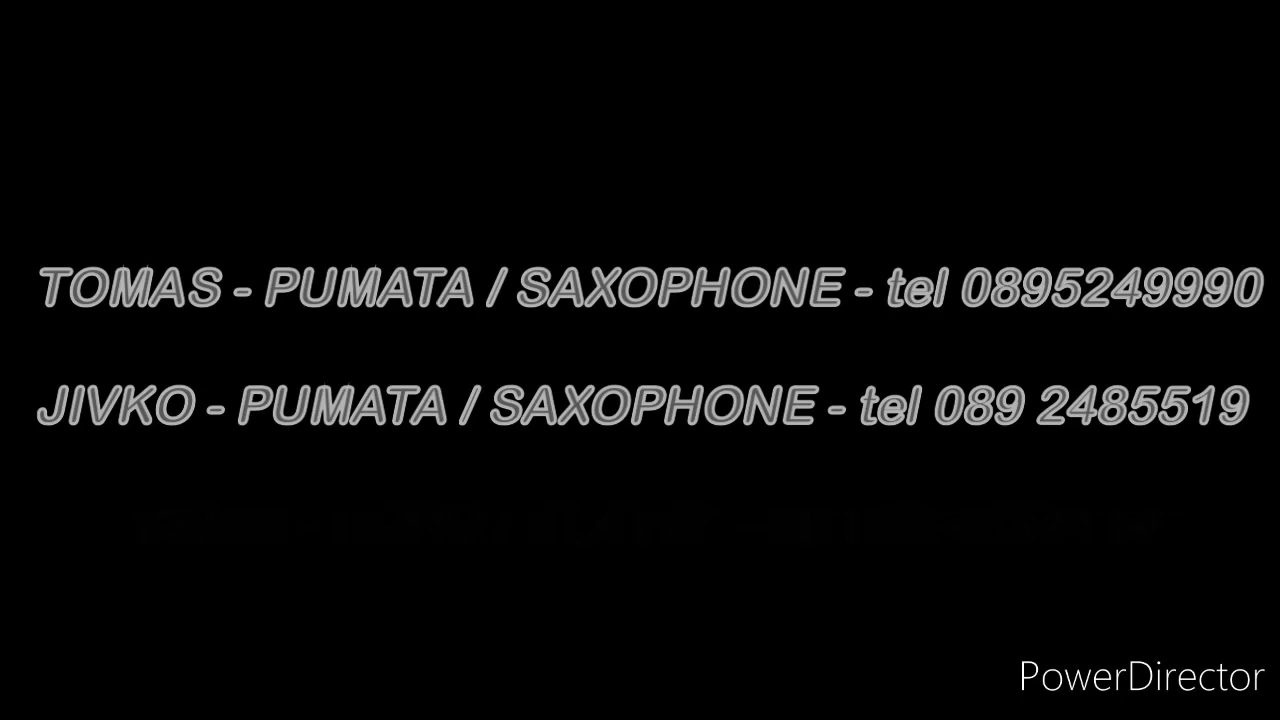 TOMAS - PUMATA / SAXOPHONE - tel 0895249990
JIVKO - PUMATA / SAXOPHONE - tel 089 2485519
PowerDirector